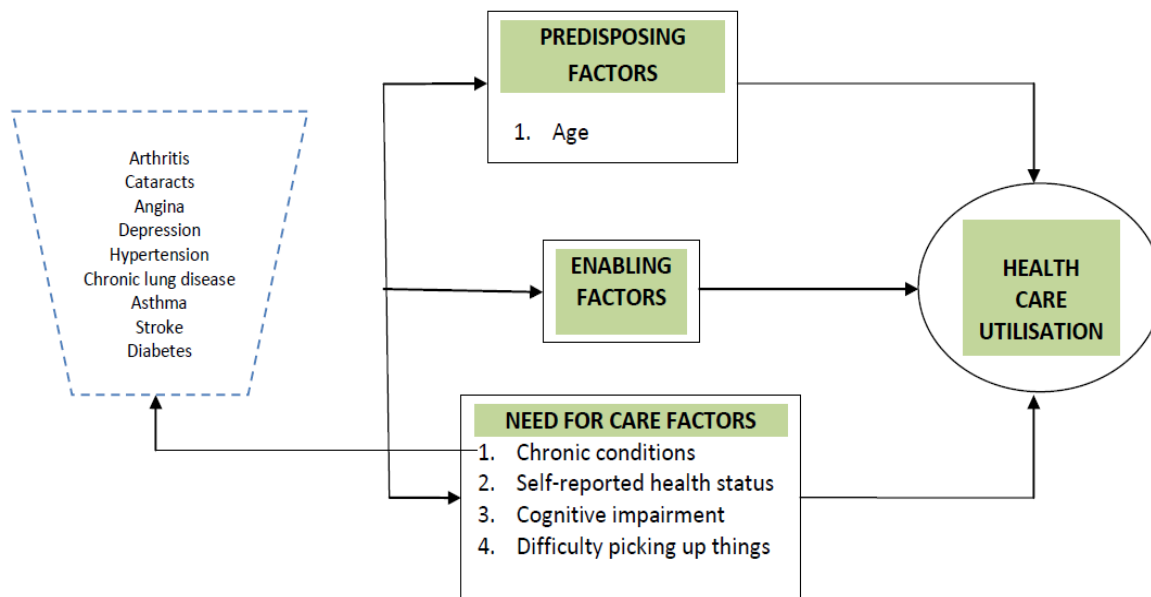 PREDISPOSING
FACTORS
1. Age
Arthritis
Cataracts
Angina
Depression
Hypertension
Chronic lung disease
Asthma
Stroke
Diabetes
ENABLING
FACTORS
HEALTH
CARE
UTILISATION
NEED FOR CARE FACTORS
1. Chronic conditions
2. Self-reported health status
3. Cognitive impairment
4. Difficulty picking up things